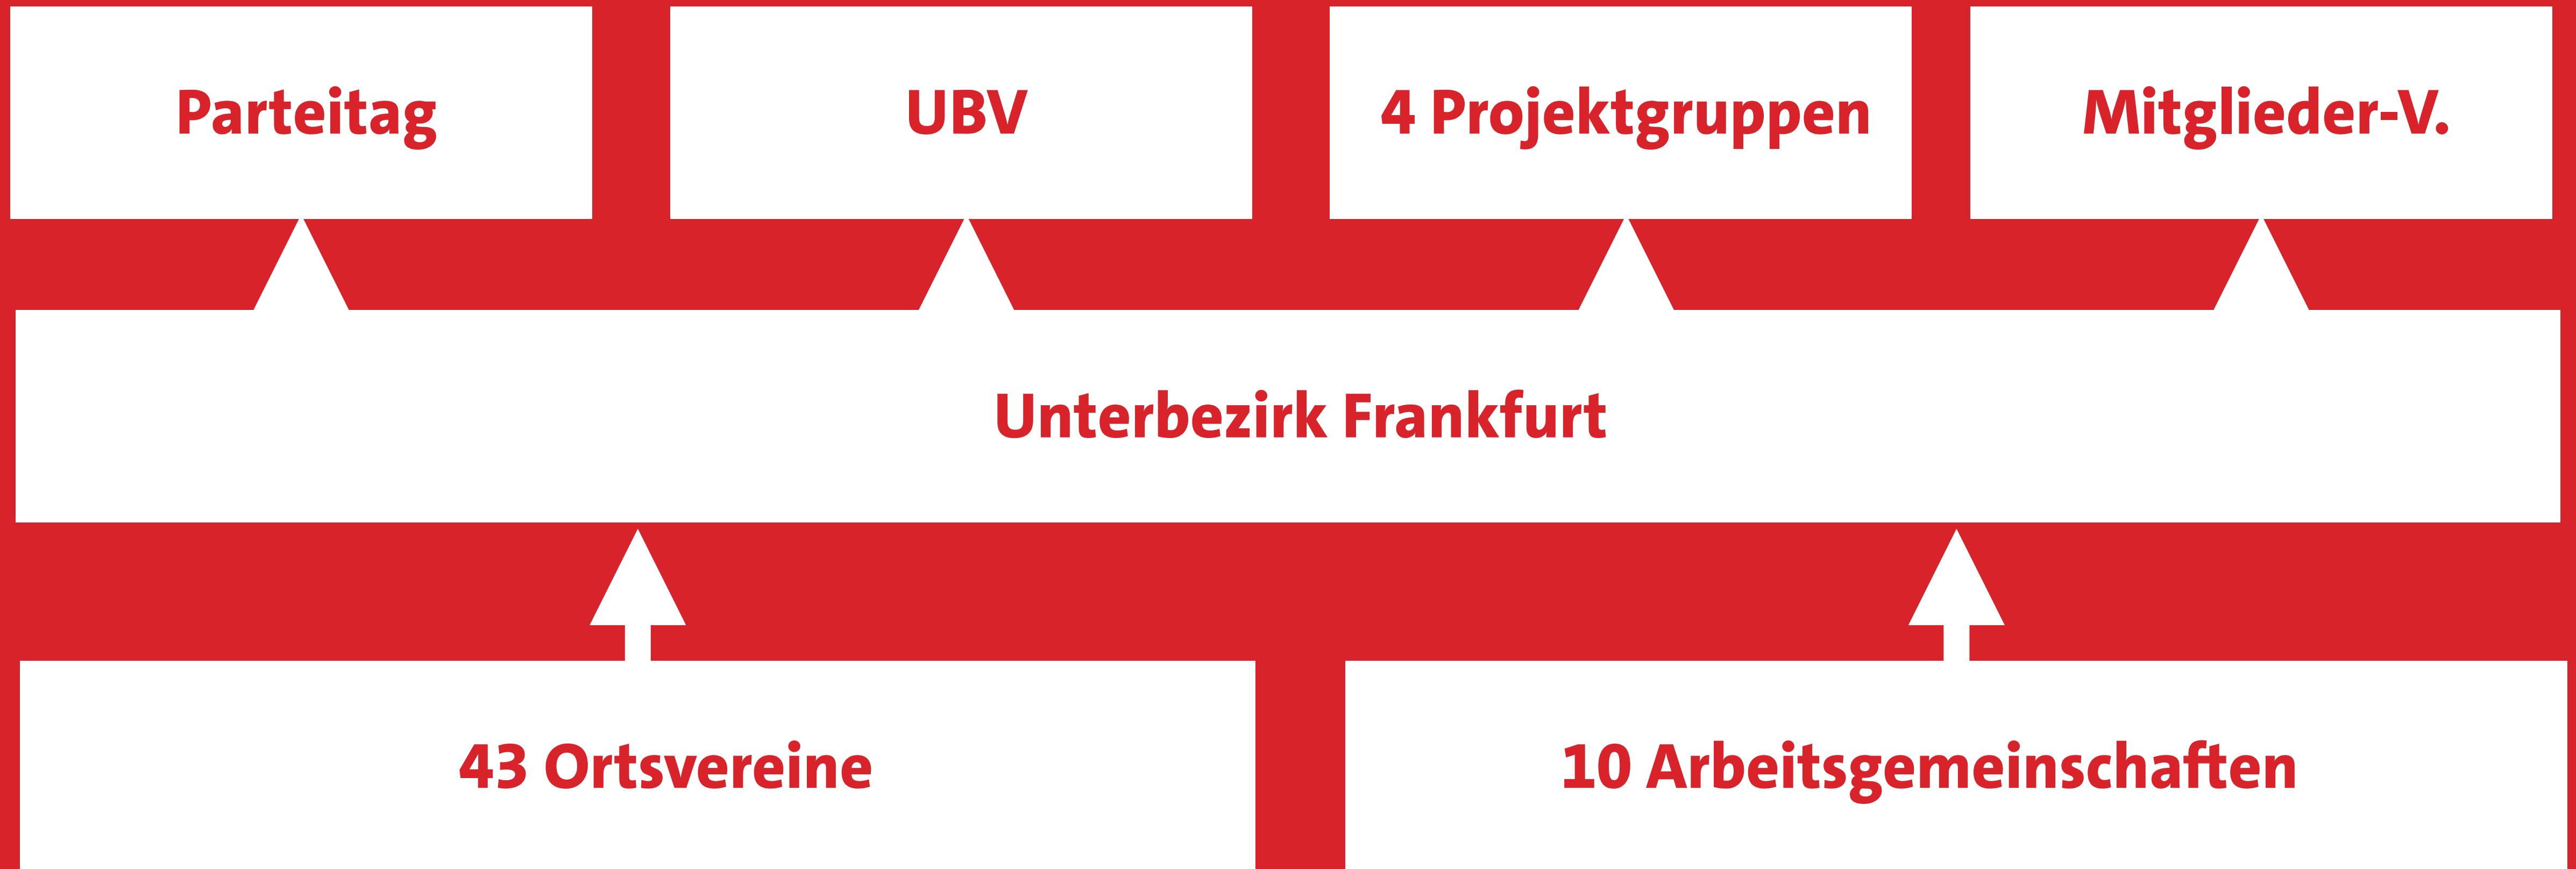 Parteitag
UBV
4 Projektgruppen
Mitglieder-V.
Unterbezirk Frankfurt
43 Ortsvereine
10 Arbeitsgemeinschaften